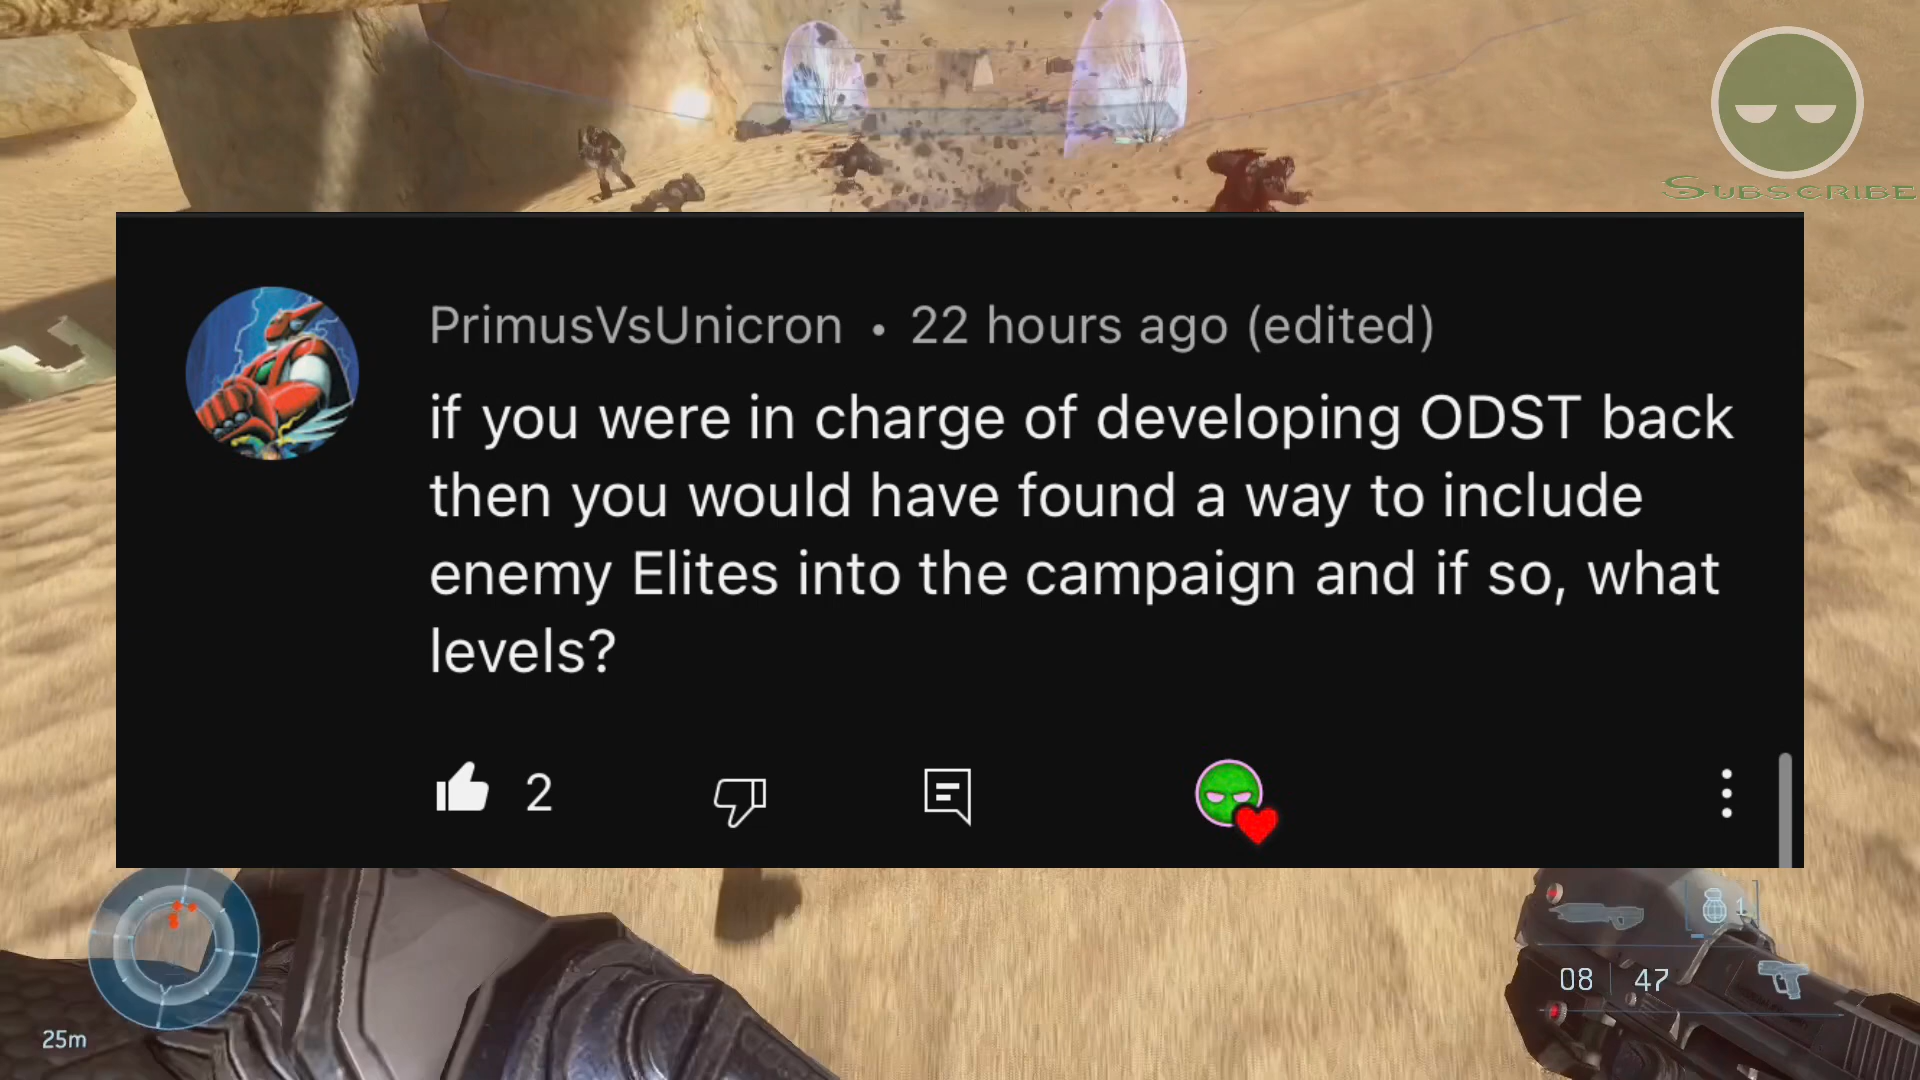 SUBSCRIBE
PrimusVsUnicron • 22 hours ago (edited)
if you were in charge of developing ODST back
then you would have found a way to include
enemy Elites into the campaign and if so, what
levels?
2
1
08 | 47
25m